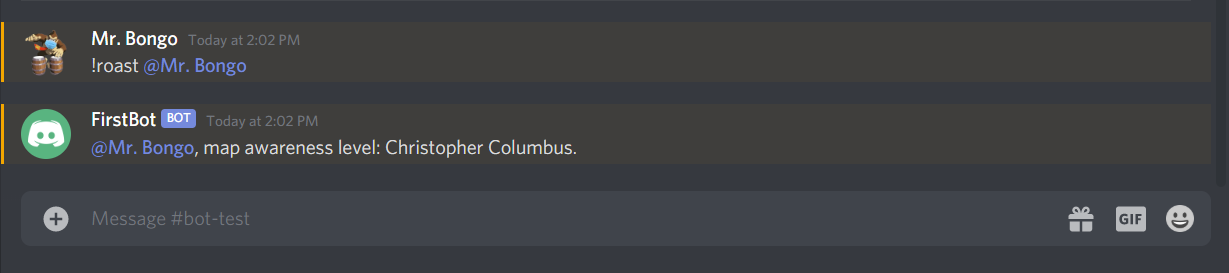 Mr. Bongo Today at 2:02 PM
!roast @Mr. Bongo
FirstBot BOT Today at 2:02 PM
@Mr. Bongo, map awareness level: Christopher Columbus.
Message #bot-test
GIF